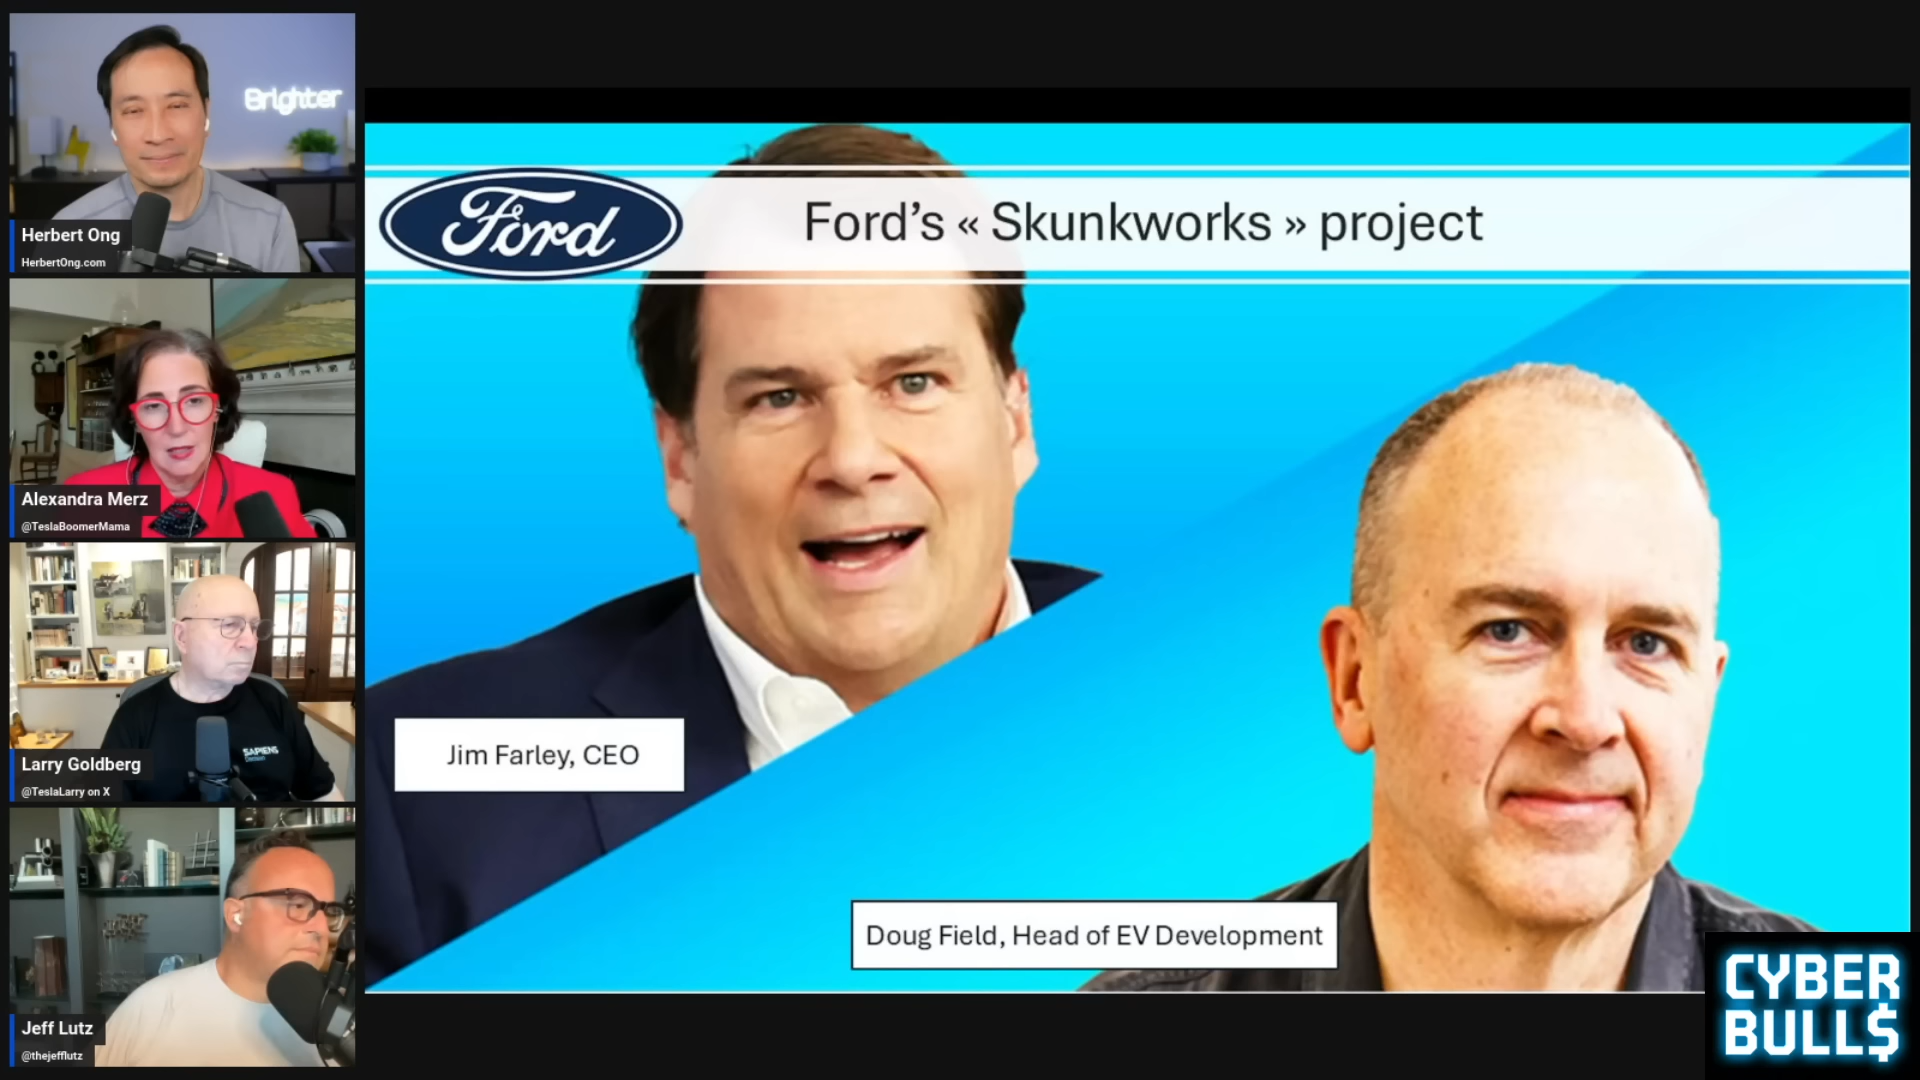 Brighter
Herbert Ong
HerbertOng.com
Alexandra Merz
@TeslaBoomerMama
SAPIENS
Larry Goldberg
@TeslaLarry on X
Jeff Lutz
@thejefflutz
Ford
Ford’s « Skunkworks » project
Jim Farley, CEO
Doug Field, Head of EV Development
CYBER
BULL$